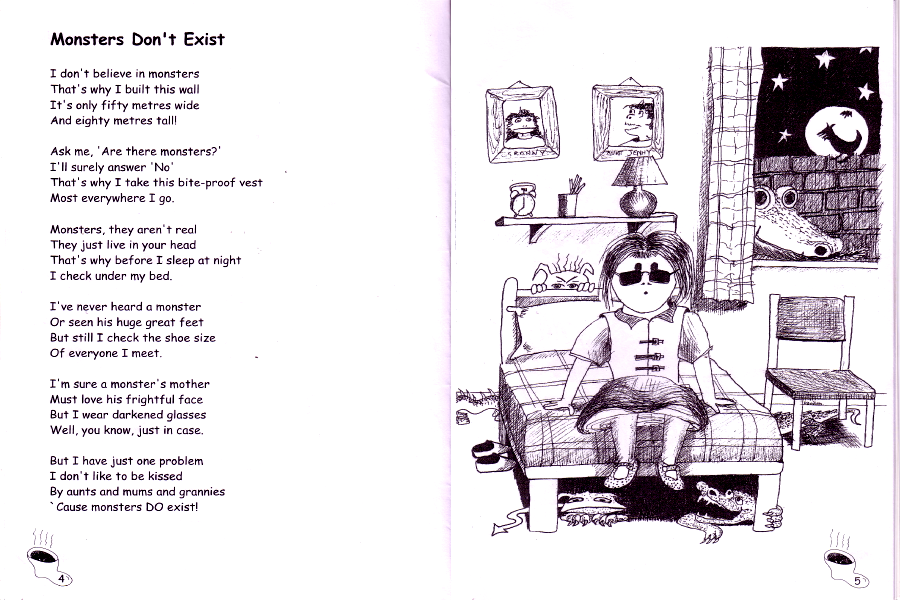 Monsters Don't Exist
I don't believe in monsters
That's why I built this wall
It's only fifty metres wide
And eighty metres tall!
Ask me, 'Are there monsters?'
I'll surely answer 'No'
That's why I take this bite-proof vest
Most everywhere I go.
Monsters, they aren't real
They just live in your head
That's why before I sleep at night
I check under my bed.
I've never heard a monster
Or seen his huge great feet
But still I check the shoe size
Of everyone I meet.
I'm sure a monster's mother
Must love his frightful face
But I wear darkened glasses
Well, you know, just in case.
But I have just one problem
I don't like to be kissed
By aunts and mums and grannies
`Cause monsters DO exist!
4
GRANNY
AUNT JENNY
5